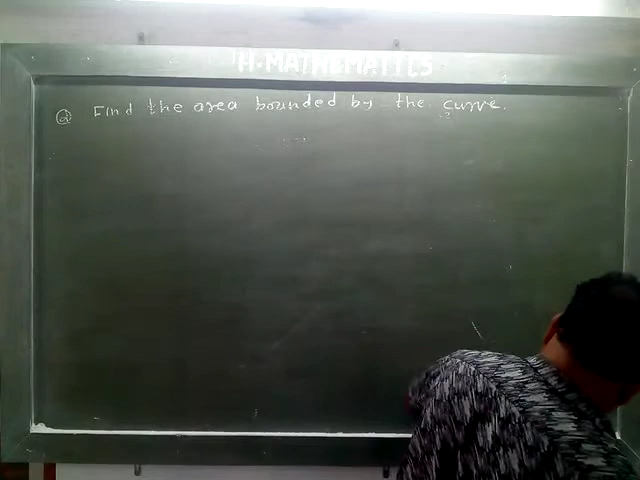 H-MATHEMATICS
Q Find the area bounded by the curve.